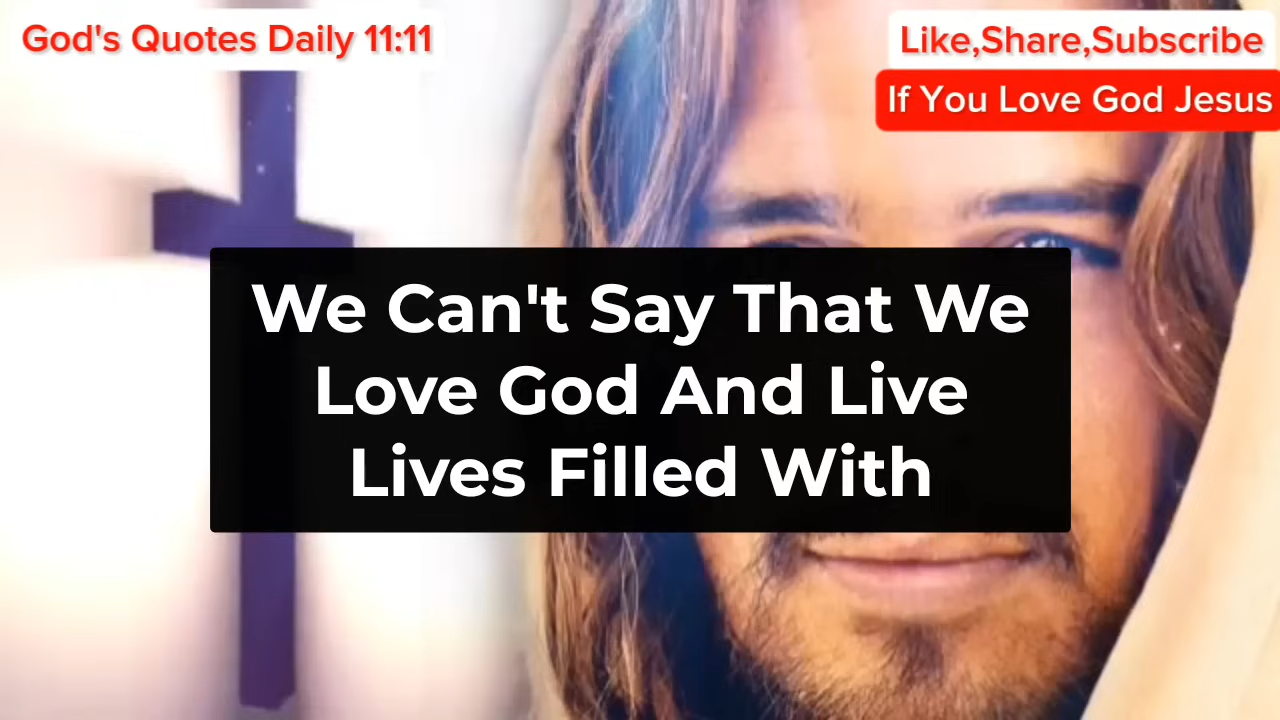 God's Quotes Daily 11:11
Like,Share,Subscribe
If You Love God Jesus
We Can't Say That We
Love God And Live
Lives Filled With